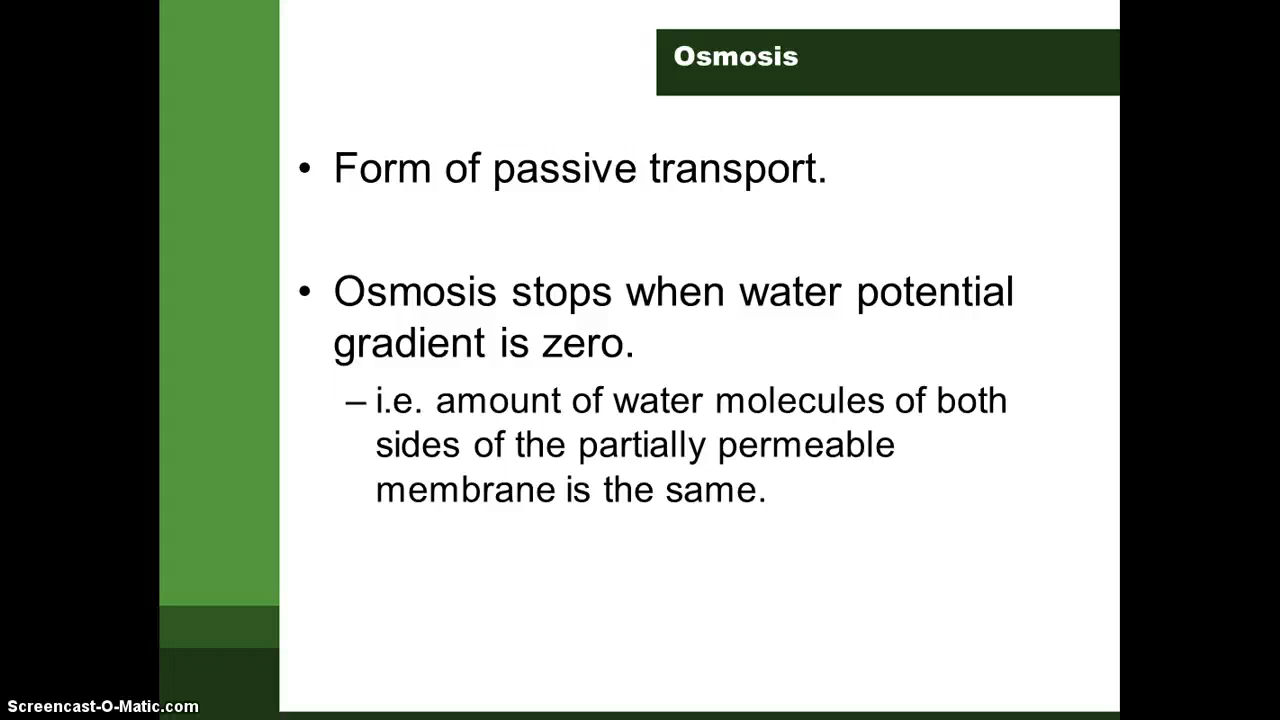 Osmosis
• Form of passive transport.
• Osmosis stops when water potential
gradient is zero.
– i.e. amount of water molecules of both
sides of the partially permeable
membrane is the same.
Screencast-O-Matic.com